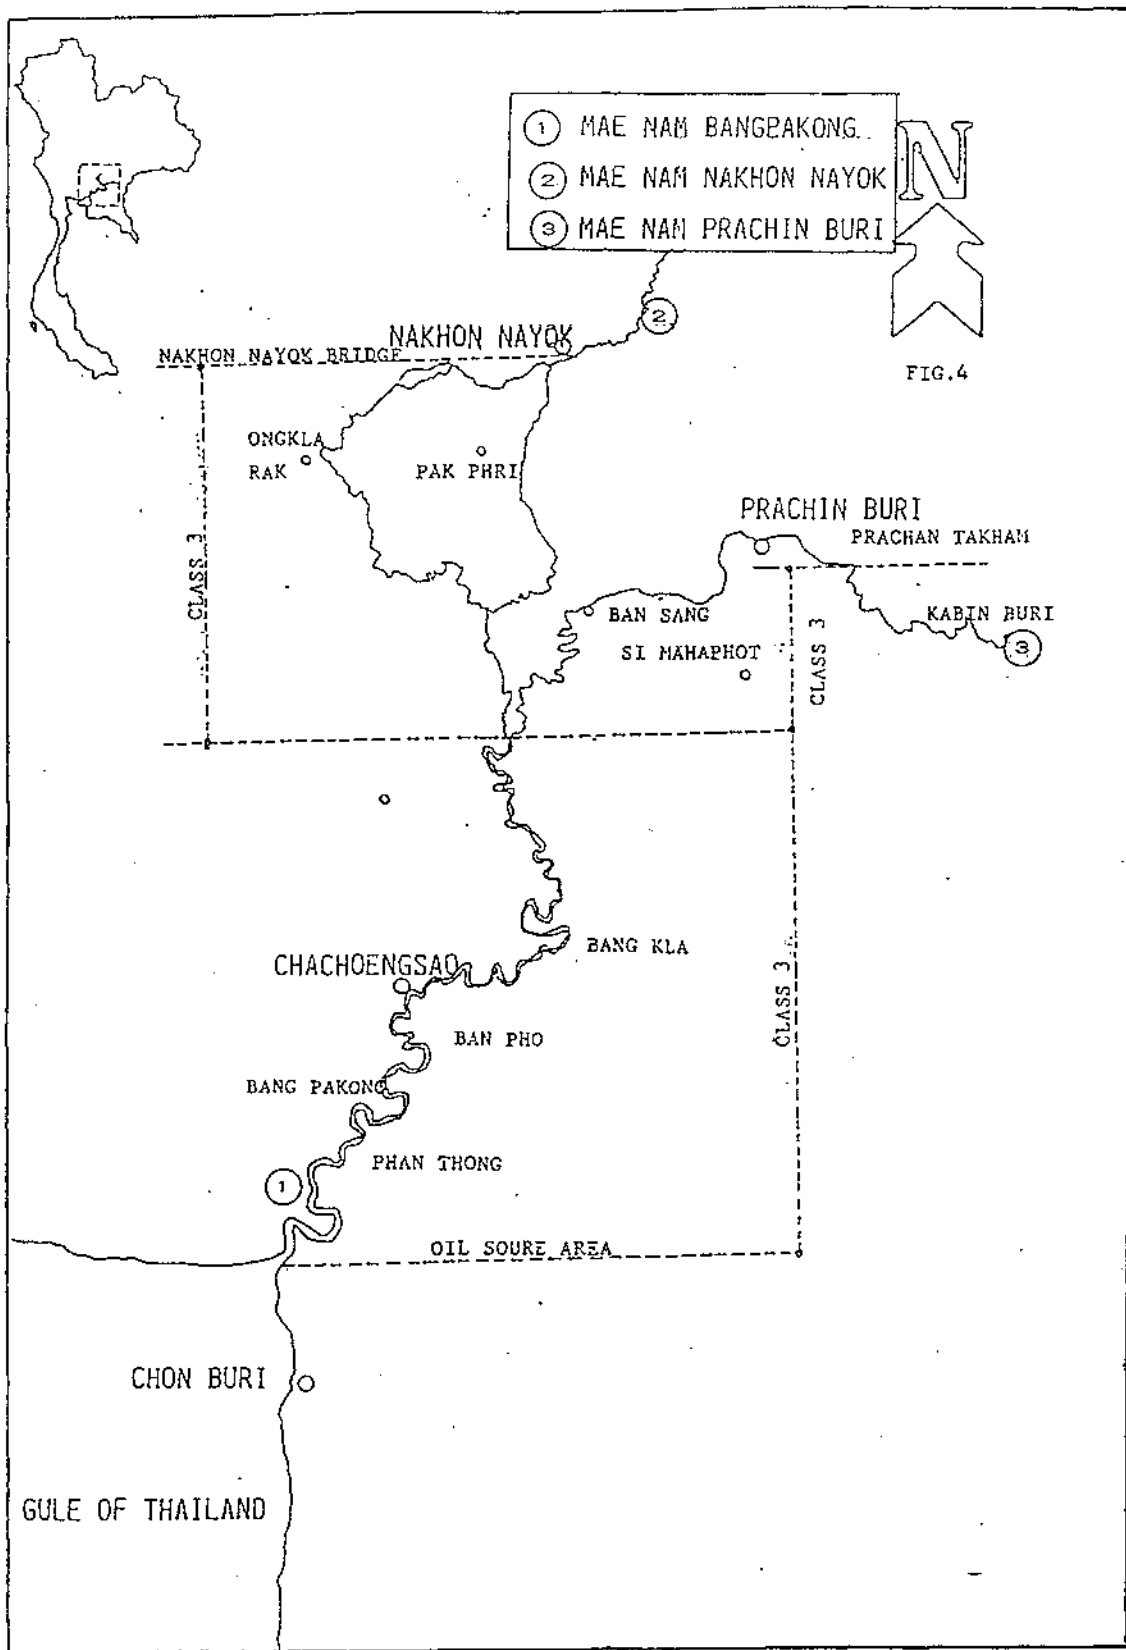 ① MAE NAM BANGPAKONG
② MAE NAM NAKHON NAYOK
③ MAE NAM PRACHIN BURI
N
FIG.4
②
NAKHON NAYOK
NAKHON NAYOK BRIDGE
ONGKLA
RAK
PAK PHRI
CLASS 3
PRACHIN BURI
PRACHAN TAKHAM
KABIN BURI
③
BAN SANG
SI MAHAPHOT
CLASS 3
BANG KLA
CHACHOENGSAO
CLASS 3
BAN PHO
BANG PAKONG
PHAN THONG
①
OIL SOURE AREA
CHON BURI
GULE OF THAILAND